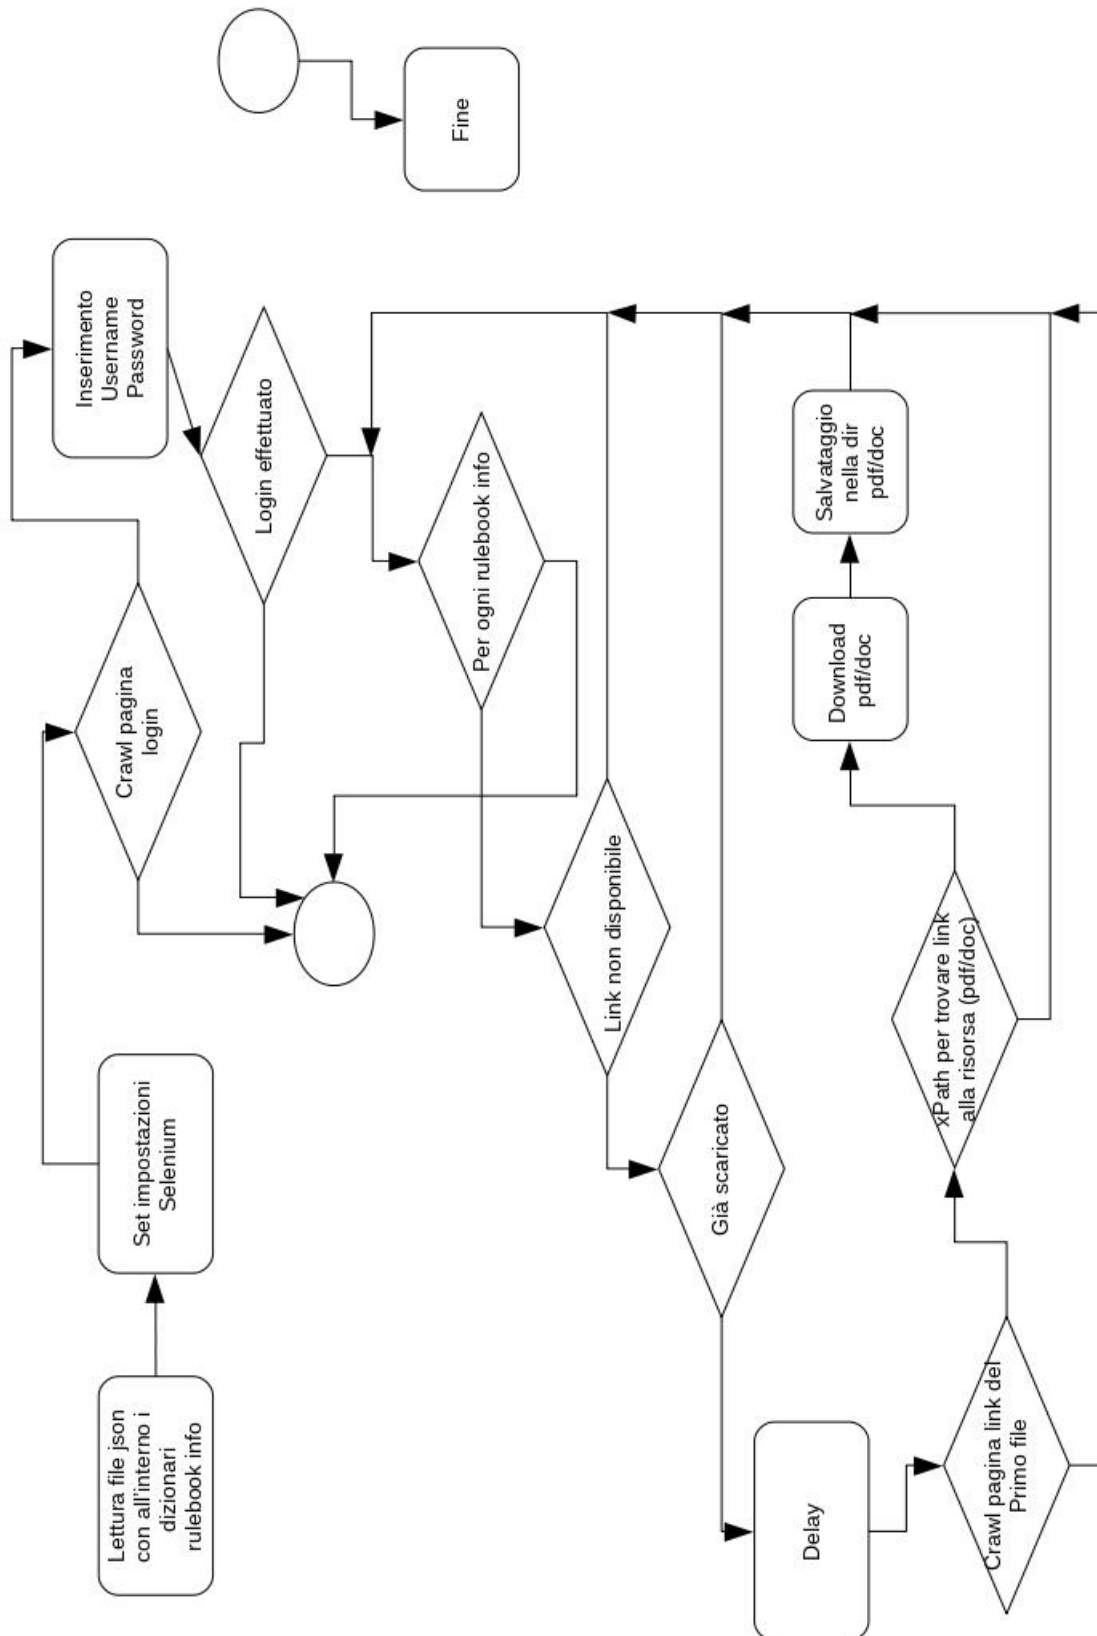 Lettura file json
con all'interno i
dizionari
rulebook info
Set impostazioni
Selenium
Crawl pagina
login
Inserimento
Username
Password
Login effettuato
Fine
Per ogni rulebook info
Link non disponibile
Già scaricato
Delay
Crawl pagina link del
Primo file
xPath per trovare link
alla risorsa (pdf/doc)
Download
pdf/doc
Salvataggio
nella dir
pdf/doc